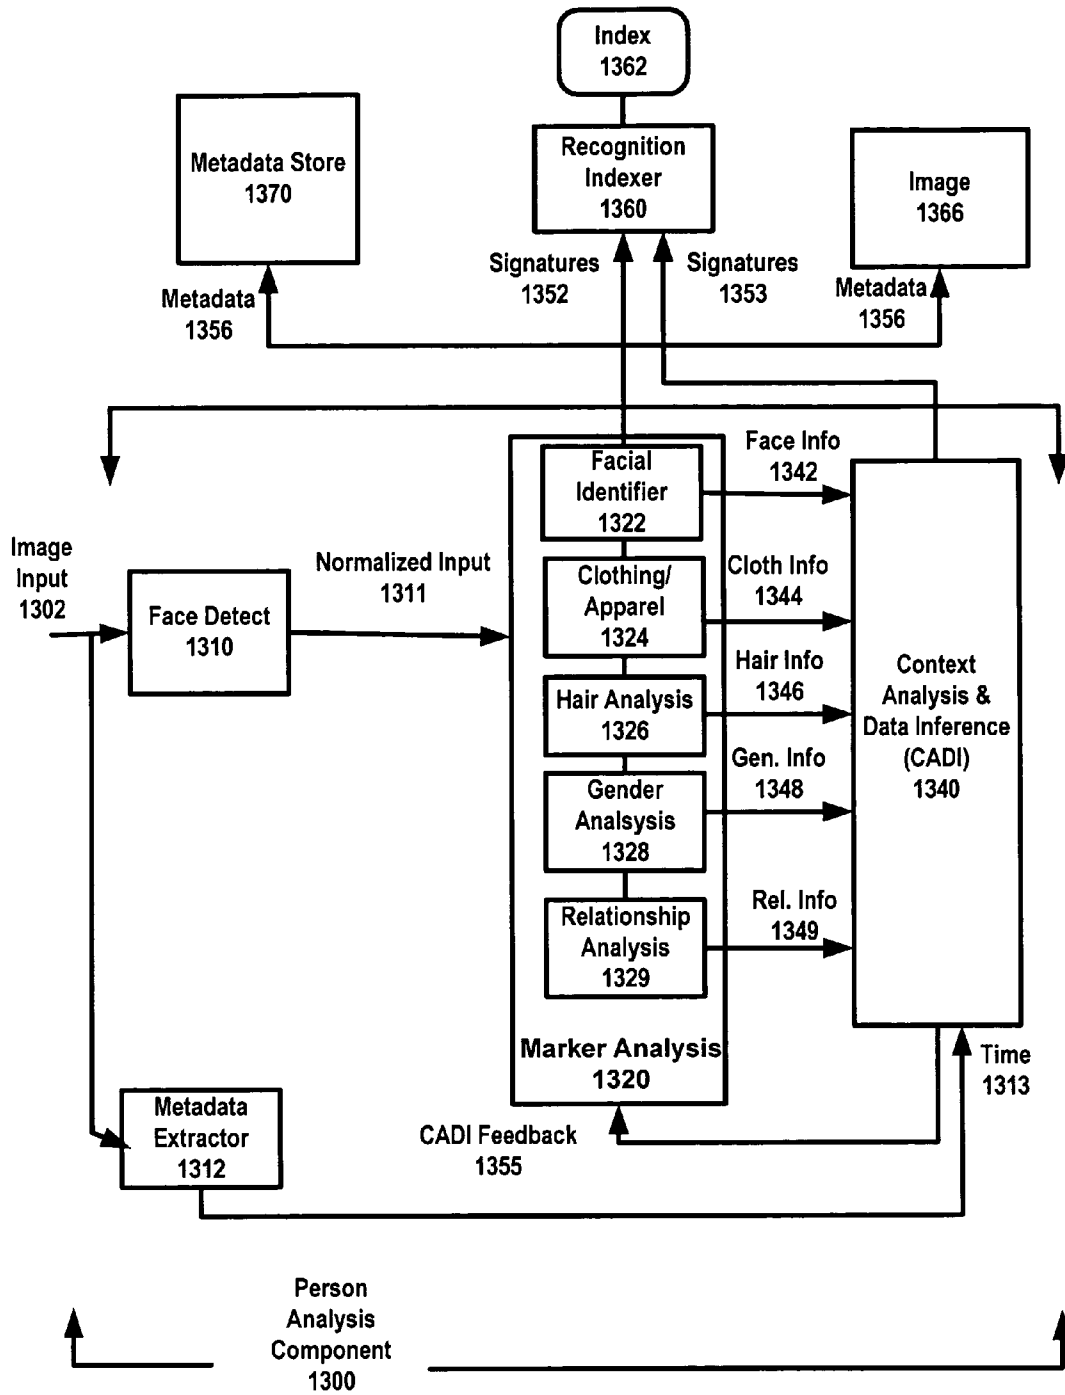 Index
1362
Metadata Store
1370
Recognition
Indexer
1360
Image
1366
Signatures
1352
Signatures
1353
Metadata
1356
Metadata
1356
Face Info
1342
Facial
Identifier
1322
Image
Input
1302
Normalized Input
1311
Face Detect
1310
Clothing/
Apparel
1324
Cloth Info
1344
Hair Info
1346
Hair Analysis
1326
Context
Analysis &
Data Inference
(CADI)
1340
Gen. Info
1348
Gender
Analsysis
1328
Rel. Info
1349
Relationship
Analysis
1329
Marker Analysis
1320
Time
1313
Metadata
Extractor
1312
CADI Feedback
1355
Person
Analysis
Component
1300